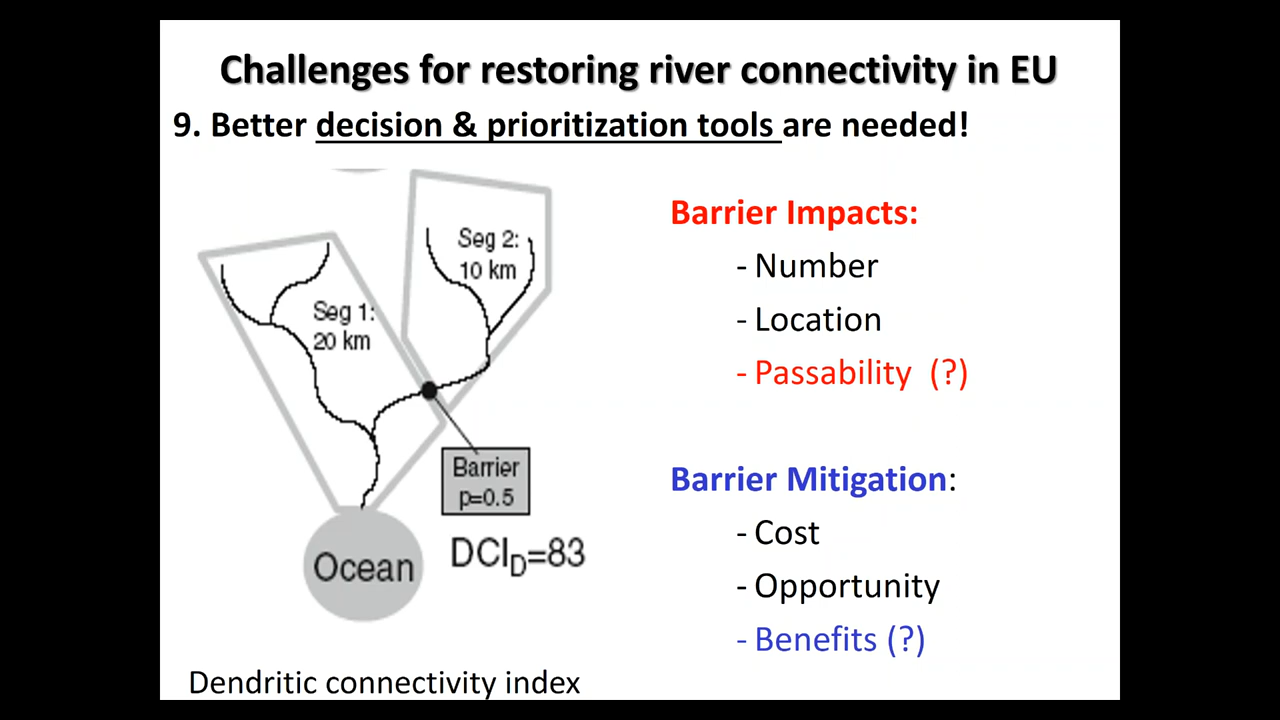 Challenges for restoring river connectivity in EU
9. Better decision & prioritization tools are needed!
Seg 2:
10 km
Seg 1:
20 km
Barrier
p=0.5
Ocean
DCID=83
Dendritic connectivity index
Barrier Impacts:
- Number
- Location
- Passability (?)
Barrier Mitigation:
- Cost
- Opportunity
- Benefits (?)